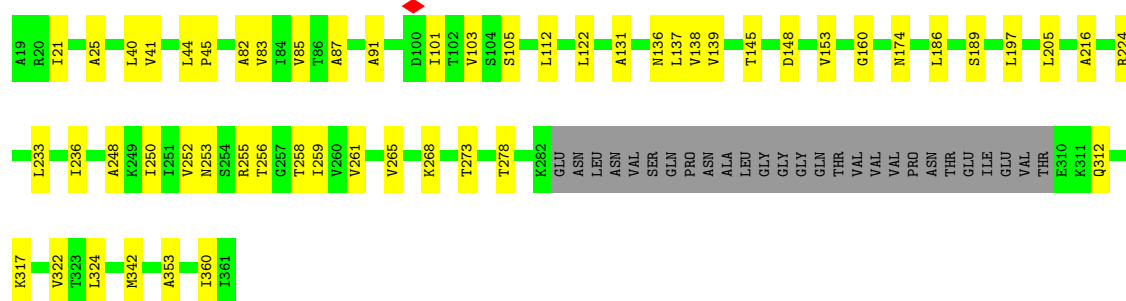 A19 R20 I21 A25 L40 V41 L44 P45 A82 V83 I84 V85 T86 A87 A91 D100 I101 T102 V103 S104 S105 L112 L122 A131 N136 L137 V138 V139 T145 D148 V153 G160 N174 L186 S189 L197 L205 A216 R224
L233 I236 A248 K249 I250 I251 V252 N253 S254 R255 T256 G257 T258 I259 V260 V261 V265 K268 T273 T278 K282 GLU ASN LEU ASN VAL SER GLN PRO ASN ALA LEU GLY GLY GLN THR VAL VAL VAL PRO ASN THR GLU ILE GLU VAL THR E310 K311 Q312
K317 V322 T323 L324 M342 A353 I360 I361